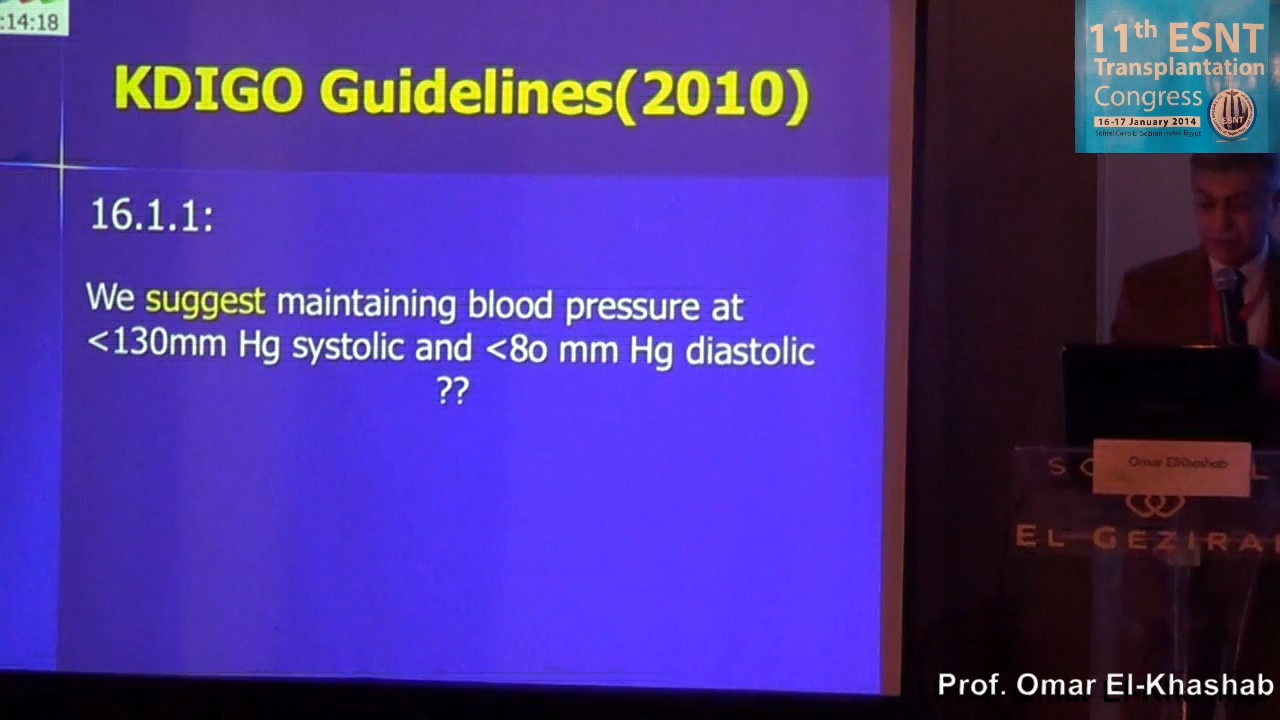 :14:18
KDIGO Guidelines(2010)
16.1.1:
We suggest maintaining blood pressure at
<130mm Hg systolic and <8o mm Hg diastolic
??
11th ESNT
Transplantation
Congress
16-17 January 2014
Sofitel Cairo El Gezirah Hotel, Egypt
ESNT
Omar ElKhashab
EL GEZIRA
Prof. Omar El-Khashab